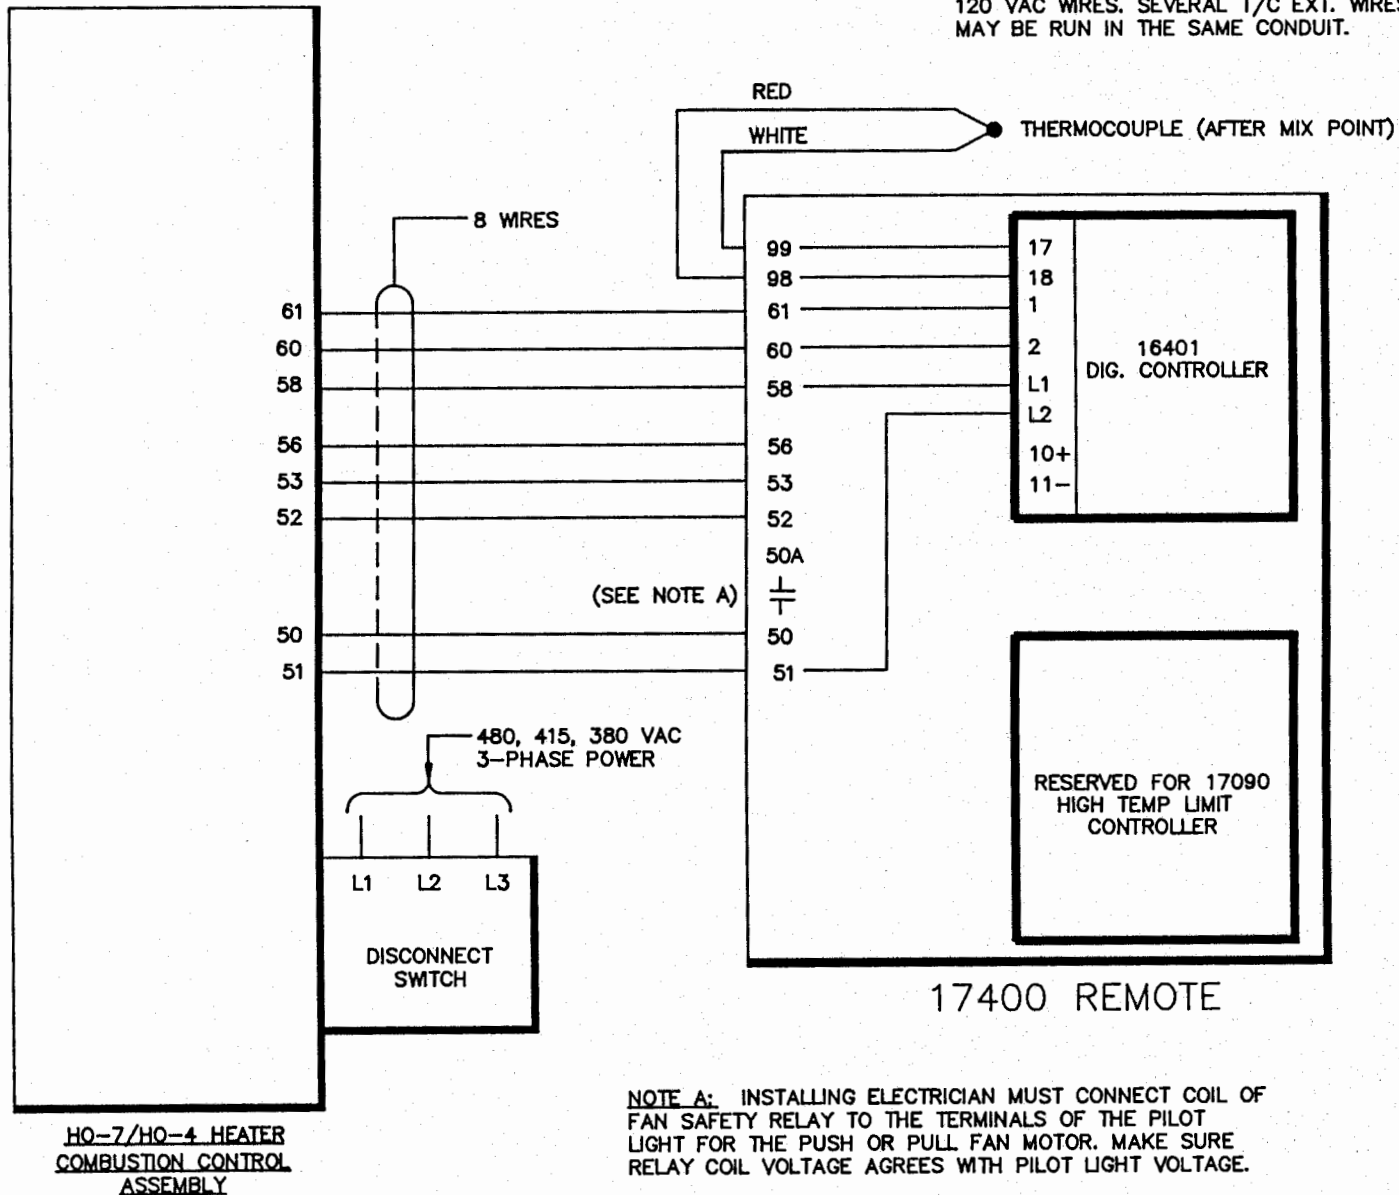 120 VAC WIRES. SEVERAL T/C EXT. WIRES
MAY BE RUN IN THE SAME CONDUIT.
RED
WHITE
THERMOCOUPLE (AFTER MIX POINT)
8 WIRES
61
60
58
56
53
52
50
51
99
98
61
60
58
56
53
52
50A
(SEE NOTE A)
50
51
17
18
1
2
L1
L2
10+
11-
16401
DIG. CONTROLLER
480, 415, 380 VAC
3-PHASE POWER
L1 L2 L3
DISCONNECT
SWITCH
RESERVED FOR 17090
HIGH TEMP LIMIT
CONTROLLER
17400 REMOTE
HO-7/HO-4 HEATER
COMBUSTION CONTROL
ASSEMBLY
NOTE A: INSTALLING ELECTRICIAN MUST CONNECT COIL OF
FAN SAFETY RELAY TO THE TERMINALS OF THE PILOT
LIGHT FOR THE PUSH OR PULL FAN MOTOR. MAKE SURE
RELAY COIL VOLTAGE AGREES WITH PILOT LIGHT VOLTAGE.